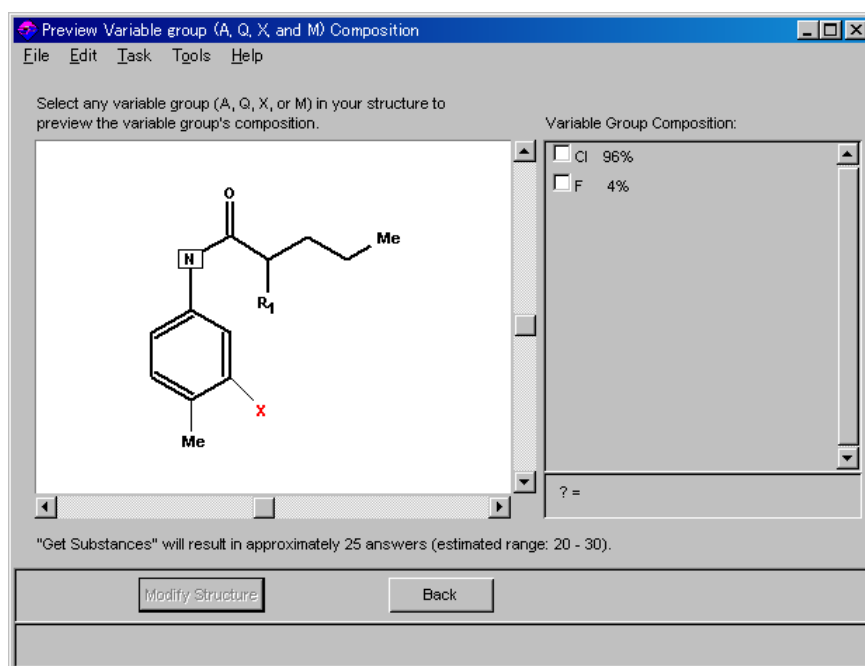 Preview Variable group (A, Q, X, and M) Composition
File Edit Task Tools Help
Select any variable group (A, Q, X, or M) in your structure to
preview the variable group's composition.
Variable Group Composition:
Cl 96%
F 4%
O
Me
N
R1
X
Me
? =
"Get Substances" will result in approximately 25 answers (estimated range: 20 - 30).
Modify Structure
Back